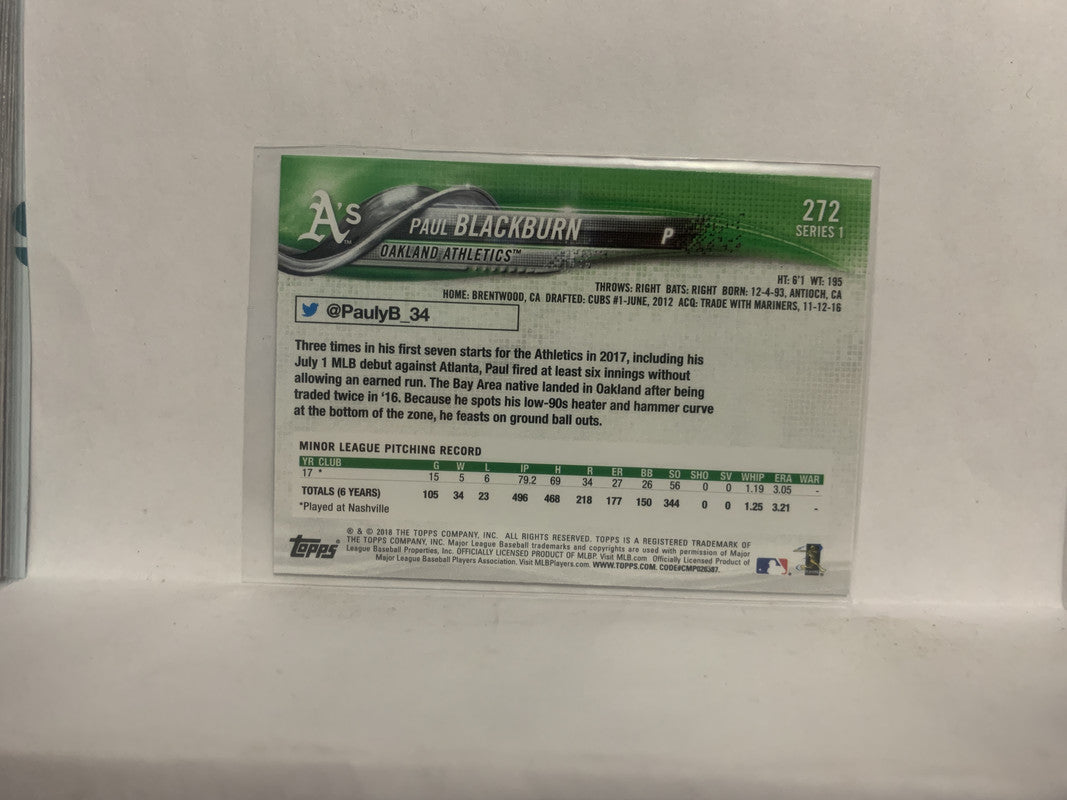 A's
PAUL BLACKBURN P
OAKLAND ATHLETICS™
272
SERIES 1
HT: 6'1 WT: 195
THROWS: RIGHT BATS: RIGHT BORN: 12-4-93, ANTIOCH, CA
HOME: BRENTWOOD, CA DRAFTED: CUBS #1-JUNE, 2012 ACQ: TRADE WITH MARINERS, 11-12-16
@PaulyB_34
Three times in his first seven starts for the Athletics in 2017, including his
July 1 MLB debut against Atlanta, Paul fired at least six innings without
allowing an earned run. The Bay Area native landed in Oakland after being
traded twice in '16. Because he spots his low-90s heater and hammer curve
at the bottom of the zone, he feasts on ground ball outs.
MINOR LEAGUE PITCHING RECORD
YR CLUB G W L IP H R ER BB SO SHO SV WHIP ERA WAR
17 * 15 5 6 79.2 69 34 27 26 56 0 0 1.19 3.05 -
TOTALS (6 YEARS) 105 34 23 496 468 218 177 150 344 0 0 1.25 3.21 -
*Played at Nashville
Topps®
® & © 2018 THE TOPPS COMPANY, INC. ALL RIGHTS RESERVED. TOPPS IS A REGISTERED TRADEMARK OF
THE TOPPS COMPANY, INC. Major League Baseball trademarks and copyrights are used with permission of Major
League Baseball Properties, Inc. OFFICIALLY LICENSED PRODUCT OF MLBP. Visit MLB.com Officially Licensed Product of
Major League Baseball Players Association. Visit MLBPlayers.com. WWW.TOPPS.COM. CODE#CMP026387.